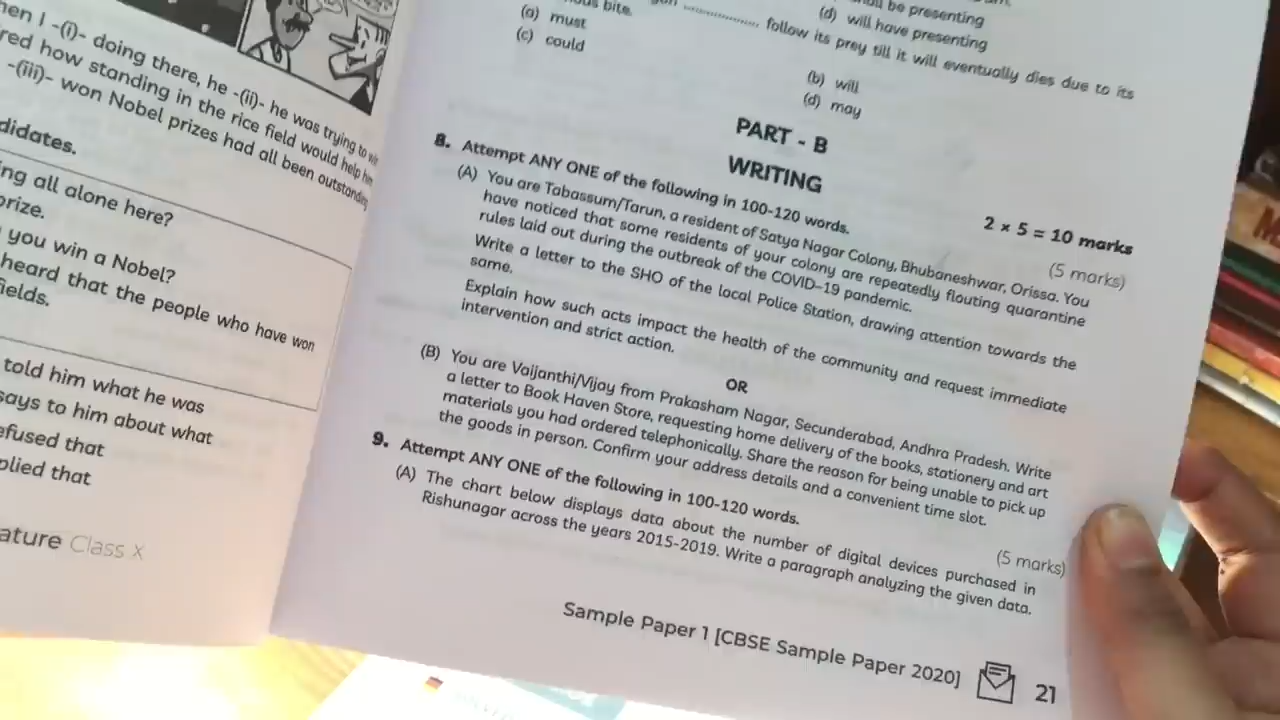 hen I -(i)- doing there, he -(ii)- he was trying to
red how standing in the rice field would help
-(iii)- won Nobel prizes had all been outstanding
didates.
ng all alone here?
prize.
you win a Nobel?
heard that the people who have won
fields.
told him what he was
says to him about what
efused that
plied that
ature Class X
be presenting
(d) will have presenting
bite.
follow its prey till it will eventually dies due to its
(a) must
(b) will
(c) could
(d) may
PART - B
WRITING
2 × 5 = 10 marks
8. Attempt ANY ONE of the following in 100-120 words.
(5 marks)
(A) You are Tabassum/Tarun, a resident of Satya Nagar Colony, Bhubaneshwar, Orissa. You
have noticed that some residents of your colony are repeatedly flouting quarantine
rules laid out during the outbreak of the COVID-19 pandemic.
Write a letter to the SHO of the local Police Station, drawing attention towards the
same.
Explain how such acts impact the health of the community and request immediate
intervention and strict action.
OR
(B) You are Vaijanthi/Vijay from Prakasham Nagar, Secunderabad, Andhra Pradesh. Write
a letter to Book Haven Store, requesting home delivery of the books, stationery and art
materials you had ordered telephonically. Share the reason for being unable to pick up
the goods in person. Confirm your address details and a convenient time slot.
9. Attempt ANY ONE of the following in 100-120 words.
(5 marks)
(A) The chart below displays data about the number of digital devices purchased in
Rishunagar across the years 2015-2019. Write a paragraph analyzing the given data.
Sample Paper 1 [CBSE Sample Paper 2020]
21